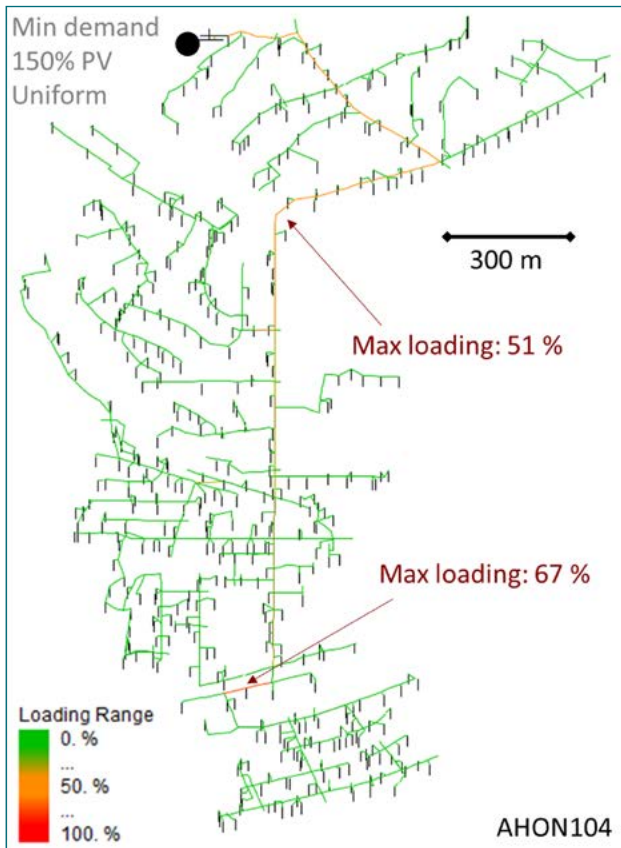 Min demand
150% PV
Uniform
300 m
Max loading: 51 %
Max loading: 67 %
Loading Range
0. %
...
50. %
...
100. %
AHON104